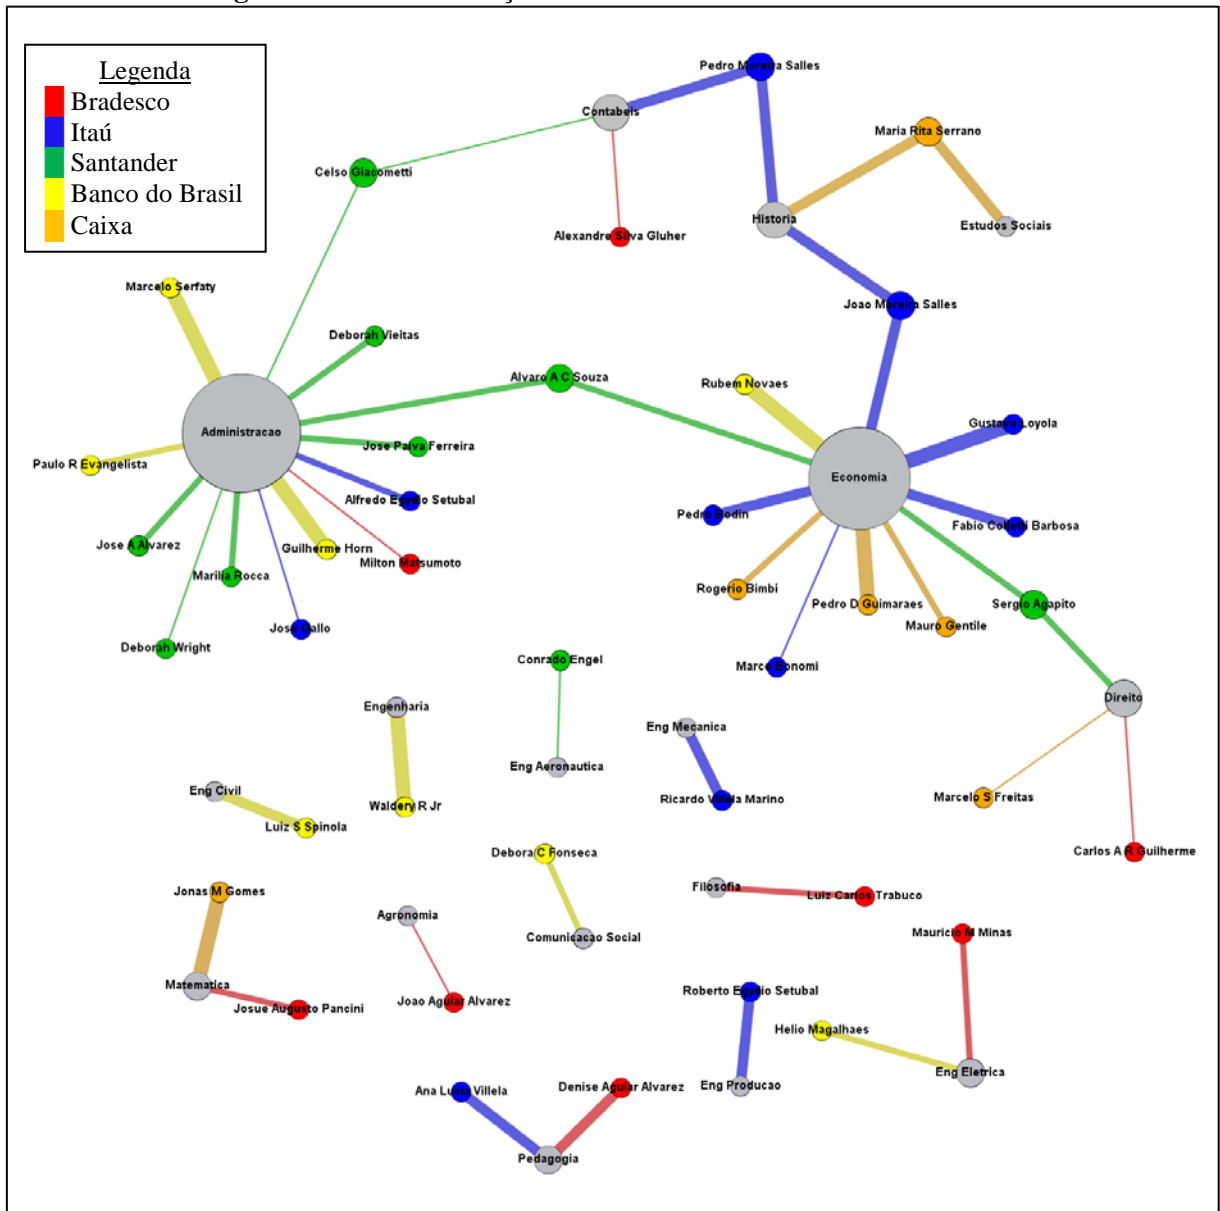 Legenda
Bradesco
Itaú
Santander
Banco do Brasil
Caixa
Pedro Moreira Salles
Contabeis
Maria Rita Serrano
Celso Giacometti
Historia
Estudos Sociais
Alexandre Silva Gluher
Marcelo Serfaty
Joao Moreira Salles
Deborah Vieitas
Alvaro A C Souza
Rubem Novaes
Gustavo Loyola
Administracao
Jose Paiva Ferreira
Paulo R Evangelista
Economia
Alfredo Egydio Setubal
Pedro Bodin
Fabio Colletti Barbosa
Jose A Alvarez
Guilherme Horn
Milton Matsumoto
Marilia Rocca
Rogerio Bimbi
Pedro D Guimaraes
Sergio Agapito
Mauro Gentile
José Gallo
Deborah Wright
Conrado Engel
Marco Bonomi
Direito
Engenharia
Eng Mecanica
Eng Aeronautica
Eng Civil
Ricardo Villela Marino
Marcelo S Freitas
Waldery R Jr
Luiz S Spinola
Debora C Fonseca
Carlos A R Guilherme
Jonas M Gomes
Filosofia
Luiz Carlos Trabuco
Agronomia
Mauricio M Minas
Comunicacao Social
Matematica
Roberto Egydio Setubal
Joao Aguiar Alvarez
Josue Augusto Pancini
Helio Magalhaes
Eng Eletrica
Ana Lucia Villela
Denise Aguiar Alvarez
Eng Producao
Pedagogia